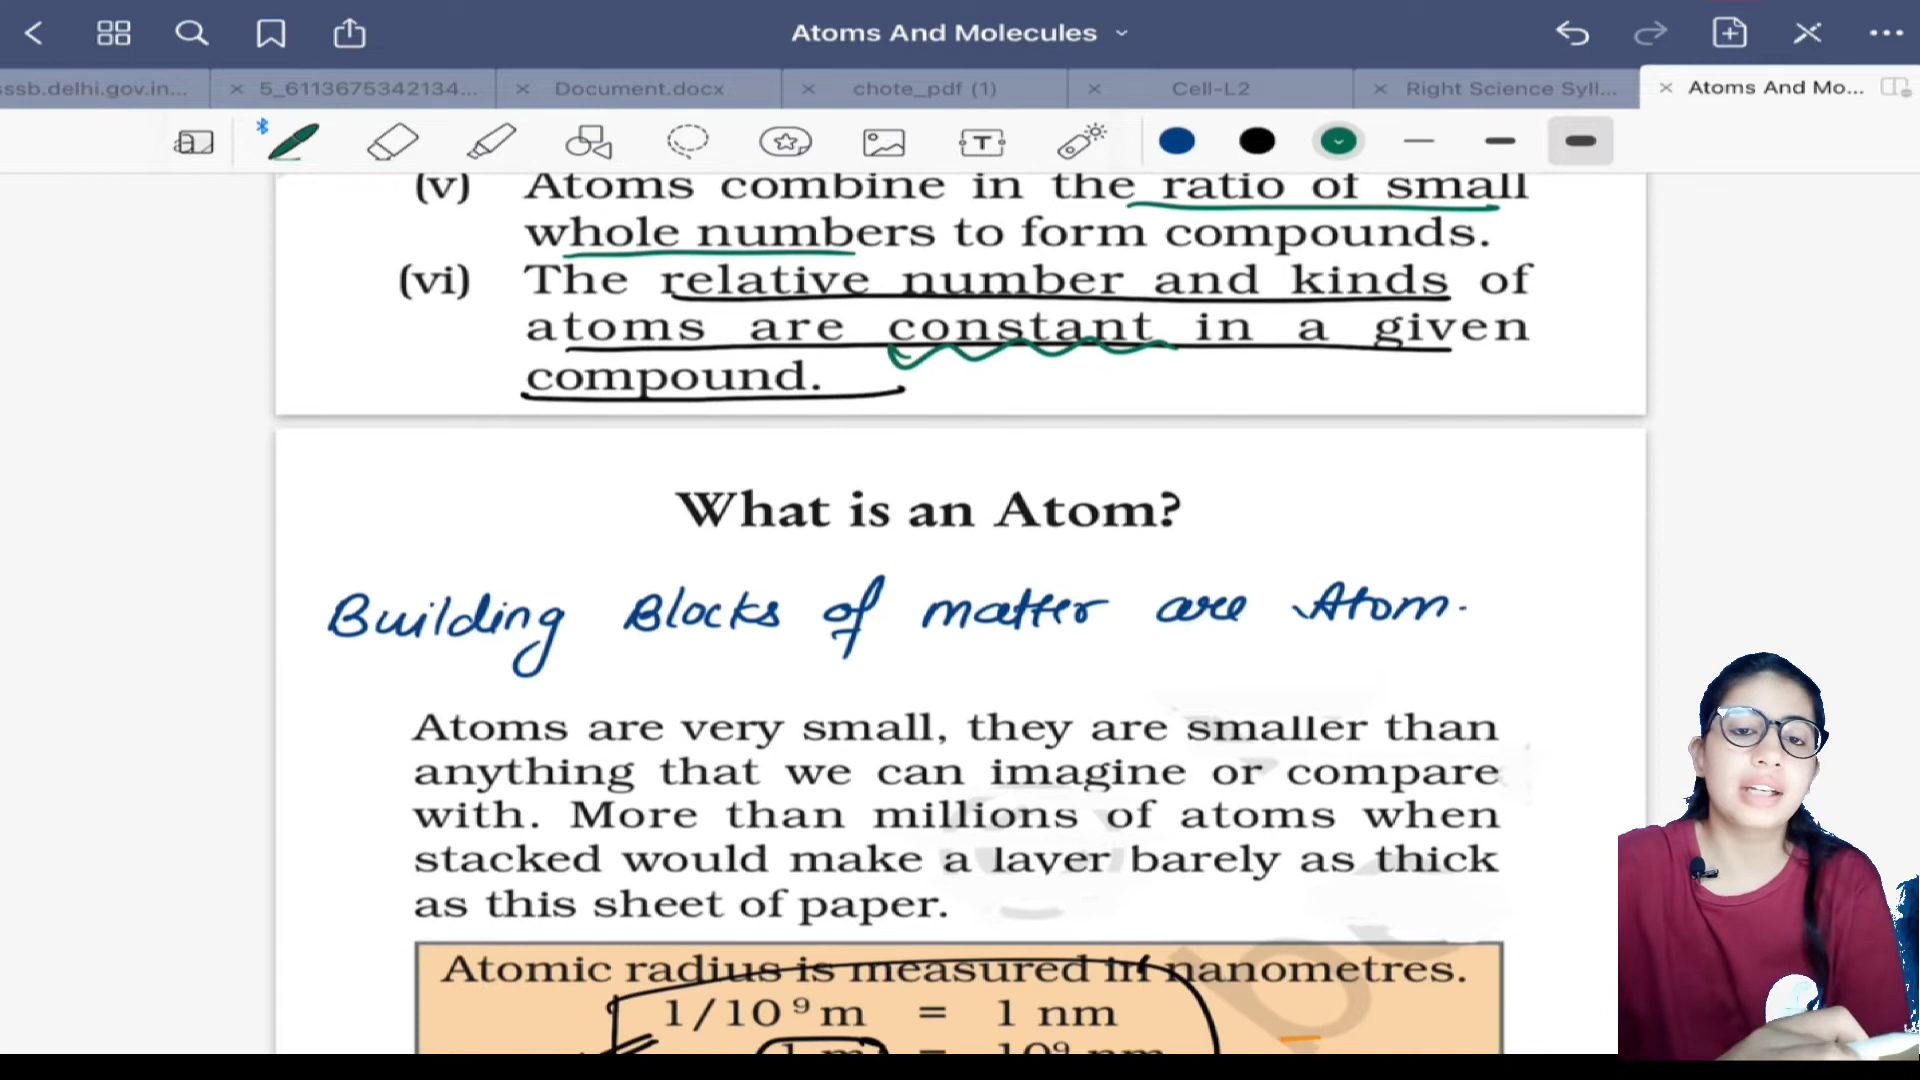 Atoms And Molecules
sssb.delhi.gov.in...
5_6113675342134...
Document.docx
chote_pdf (1)
Cell-L2
Right Science Syll...
Atoms And Mo...
(v) Atoms combine in the ratio of small
whole numbers to form compounds.
(vi) The relative number and kinds of
atoms are constant in a given
compound.
What is an Atom?
Building Blocks of matter are Atom.
Atoms are very small, they are smaller than
anything that we can imagine or compare
with. More than millions of atoms when
stacked would make a layer barely as thick
as this sheet of paper.
Atomic radius is measured in nanometres.
1/10⁹ m = 1 nm
1 m = 10⁹ nm